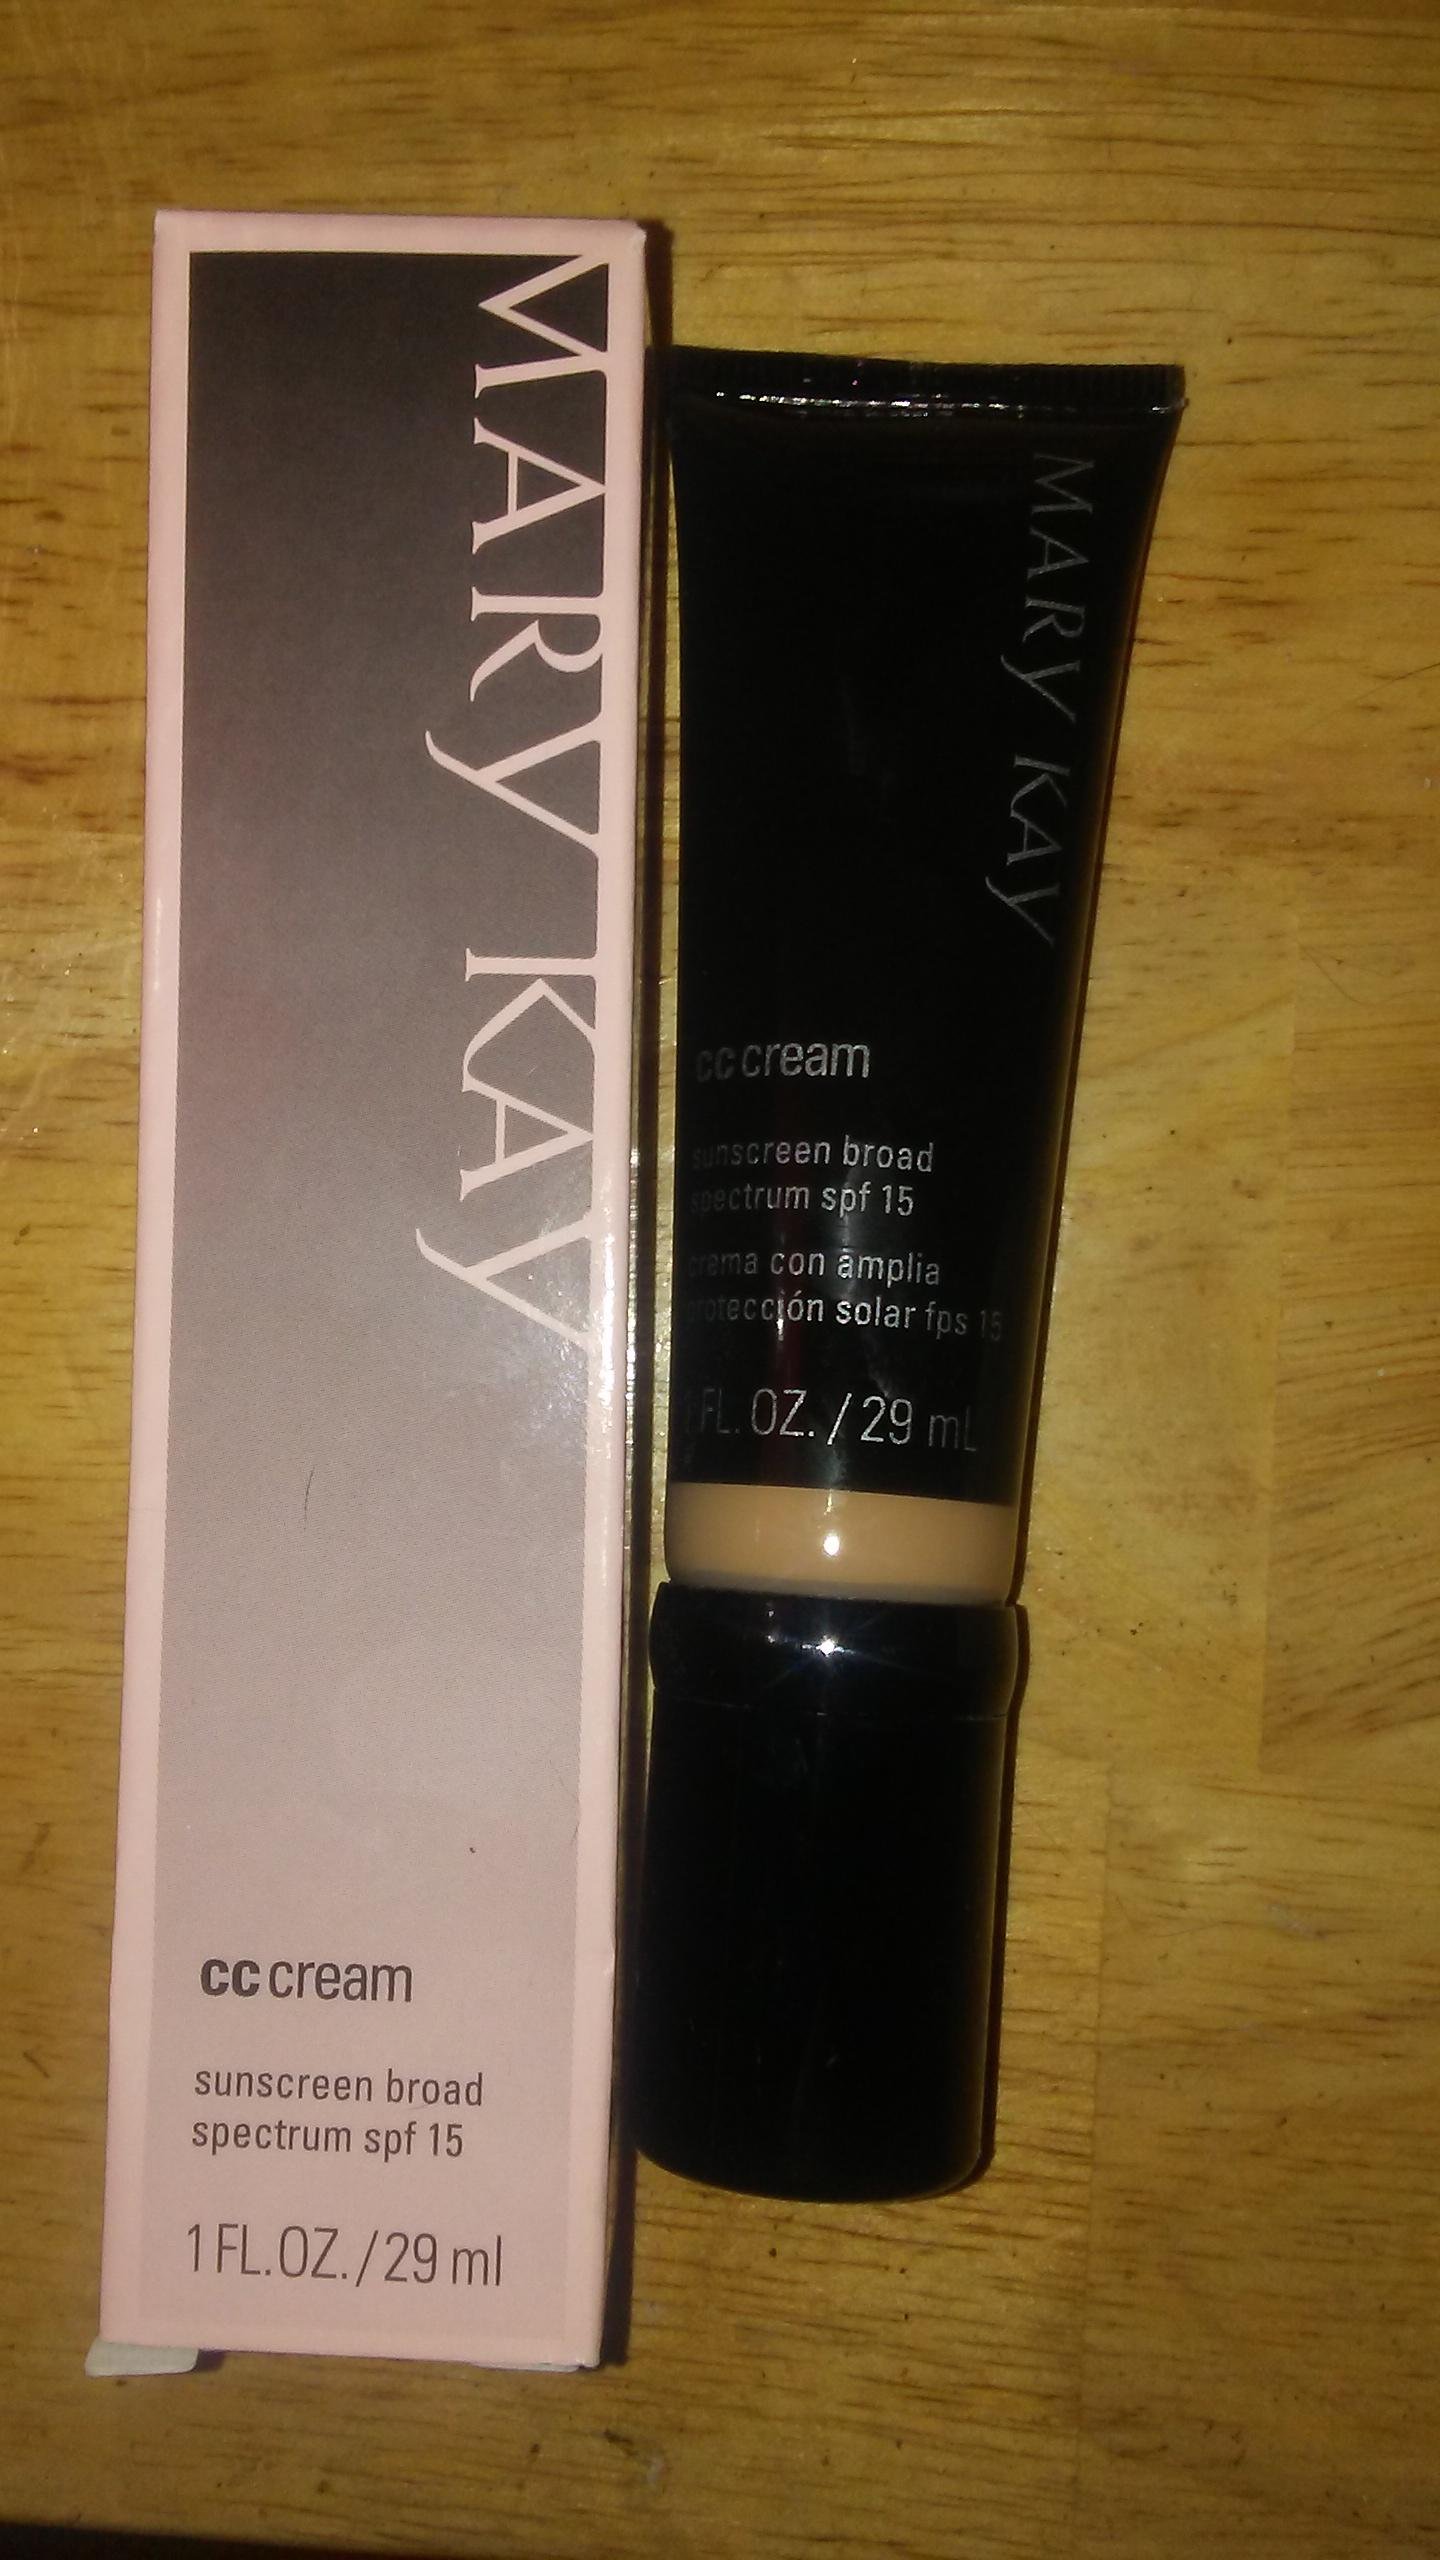 MARY KAY
cc cream
sunscreen broad
spectrum spf 15
1 FL.OZ./29 ml
MARY KAY
cc cream
sunscreen broad
spectrum spf 15
crema con amplia
protección solar fps 15
1 FL. OZ. / 29 mL